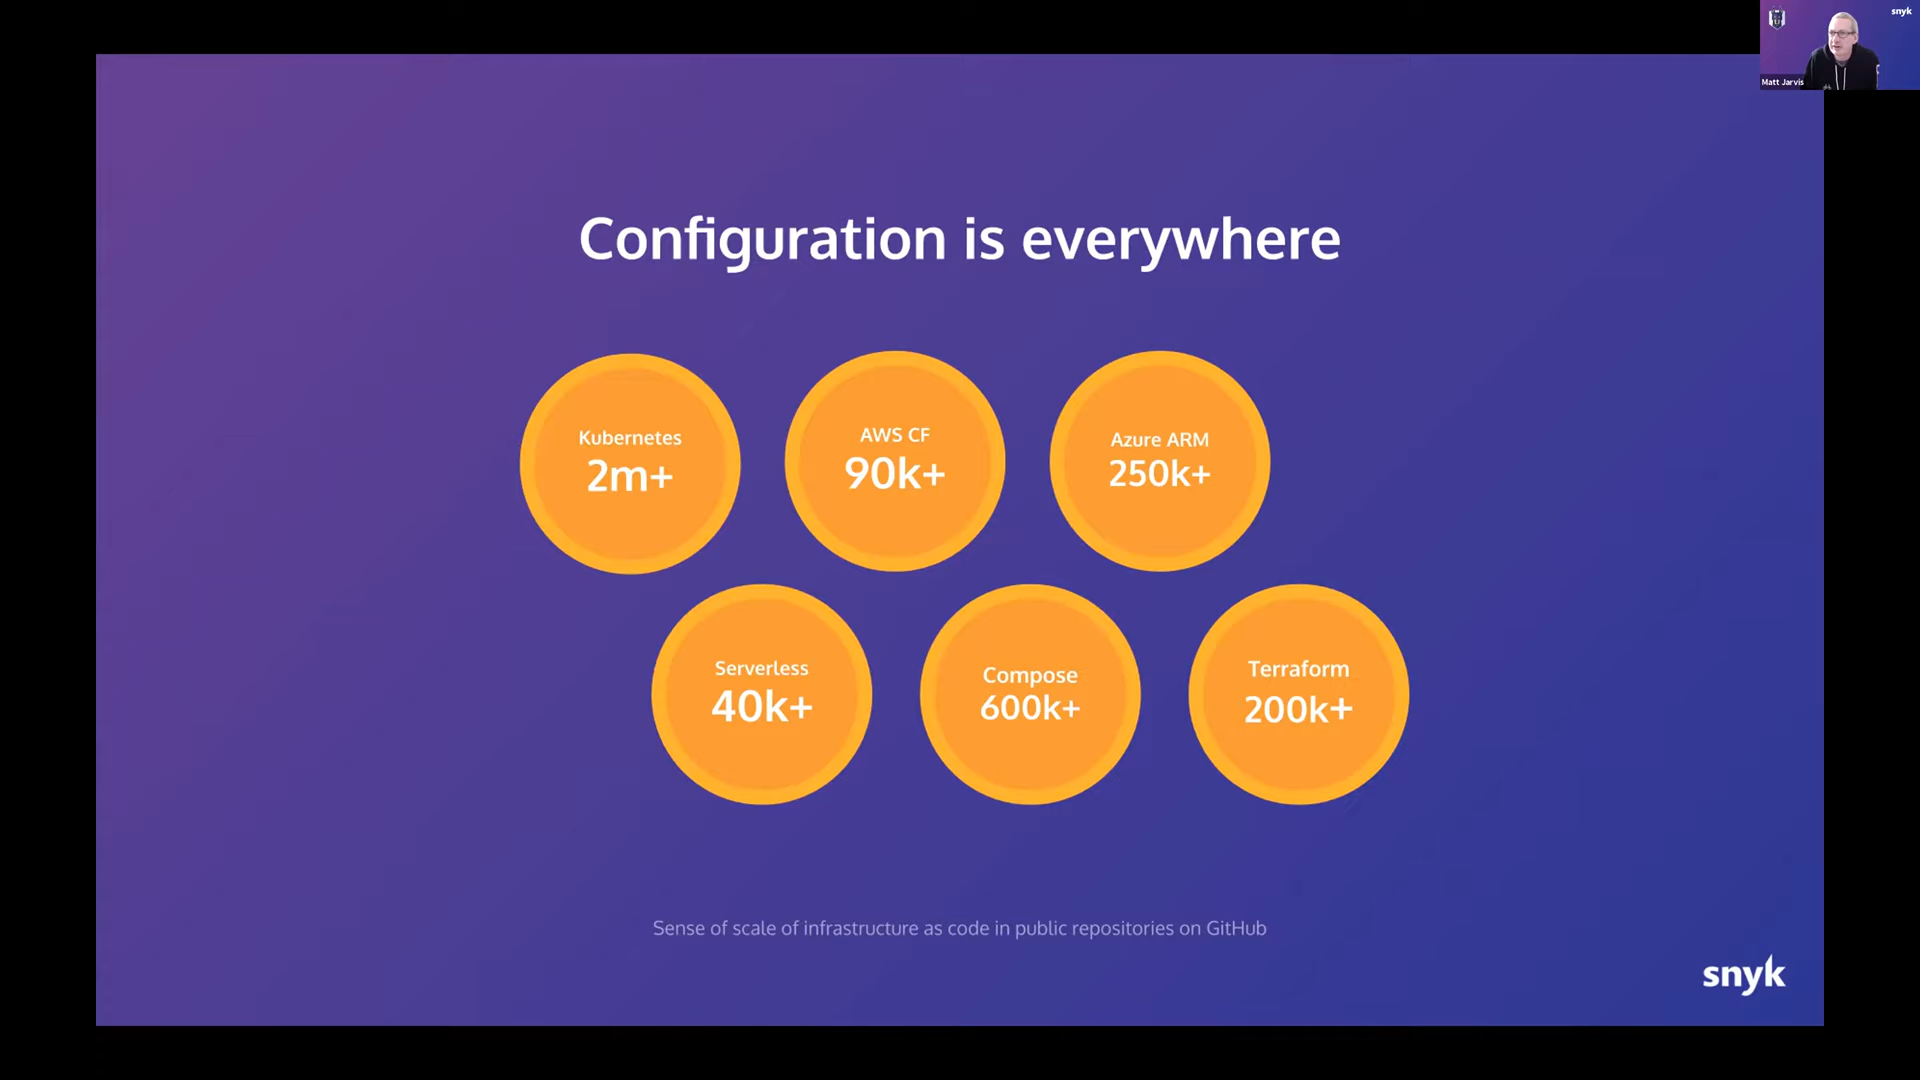 snyk
Matt Jarvis
Configuration is everywhere
Kubernetes
2m+
AWS CF
90k+
Azure ARM
250k+
Serverless
40k+
Compose
600k+
Terraform
200k+
Sense of scale of infrastructure as code in public repositories on GitHub
snyk